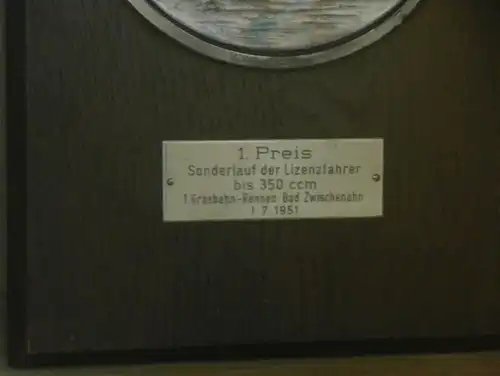 1. Preis
Sonderlauf der Lizenzfahrer
bis 350 ccm
1 Grasbahn-Rennen Bad Zwischenahn
1 7 1951